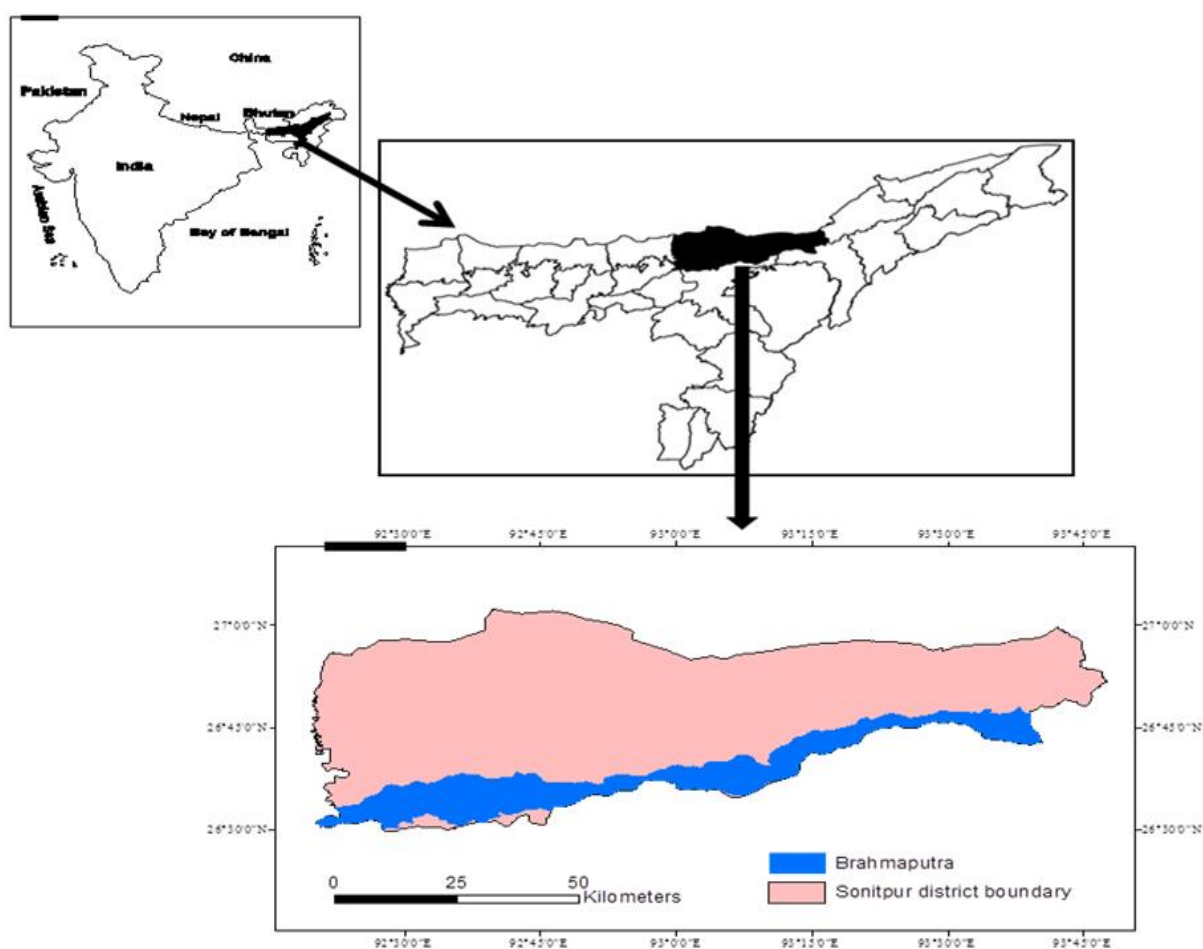 China
Pakistan
Nepal
Bhutan
India
Arabian Sea
Bay of Bengal
92°30'0"E 92°45'0"E 93°0'0"E 93°15'0"E 93°30'0"E 93°45'0"E
27°0'0"N 27°0'0"N
26°45'0"N 26°45'0"N
26°30'0"N 26°30'0"N
Brahmaputra
0 25 50
Kilometers
Sonitpur district boundary
92°30'0"E 92°45'0"E 93°0'0"E 93°15'0"E 93°30'0"E 93°45'0"E